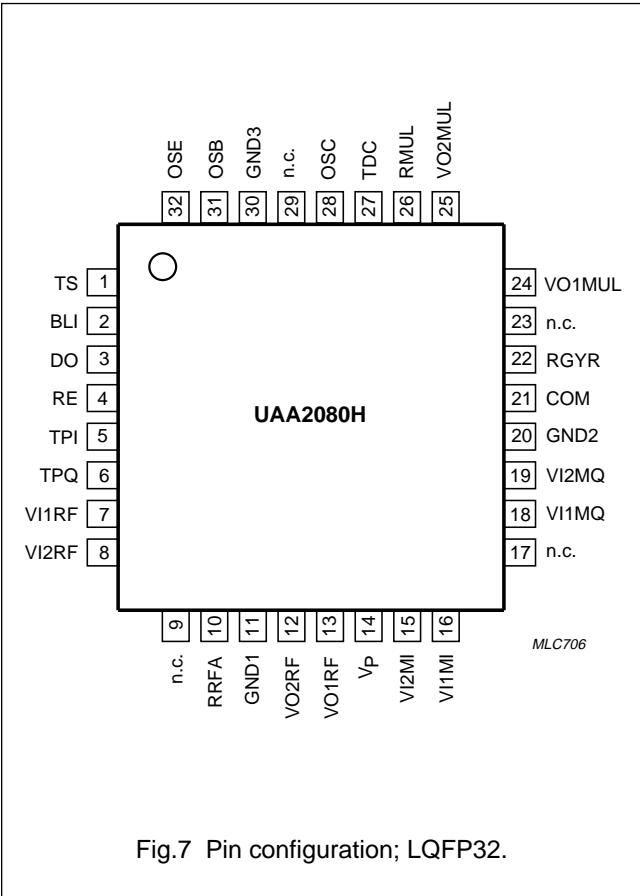 OSE
OSB
GND3
n.c.
OSC
TDC
RMUL
VO2MUL
32
31
30
29
28
27
26
25
TS 1
BLI 2
DO 3
RE 4
TPI 5
TPQ 6
VI1RF 7
VI2RF 8
UAA2080H
24 VO1MUL
23 n.c.
22 RGYR
21 COM
20 GND2
19 VI2MQ
18 VI1MQ
17 n.c.
9
10
11
12
13
14
15
16
n.c.
RRFA
GND1
VO2RF
VO1RF
VP
VI2MI
VI1MI
MLC706
Fig.7 Pin configuration; LQFP32.